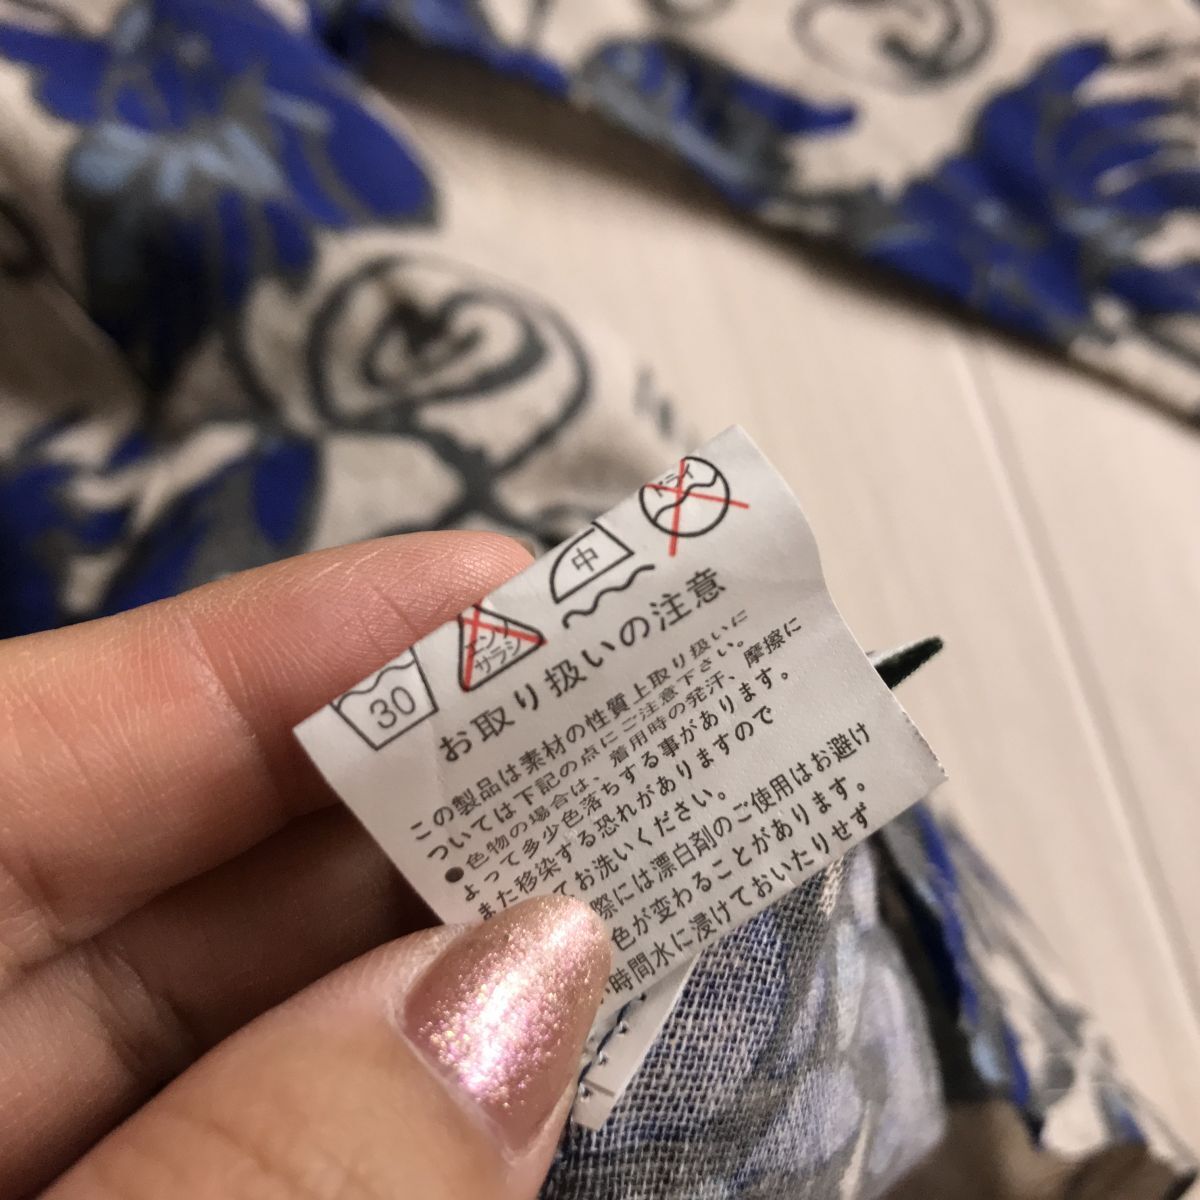 30
エンソ
サラシ
中
ドライ
お取り扱いの注意
この製品は素材の性質上取り扱いに
ついては下記の点にご注意下さい。
●色物の場合は、着用時の発汗、摩擦に
よって多少色落ちする事があります。
また移染する恐れがありますので
てお洗いください。
際には漂白剤のご使用はお避け
色が変わることがあります。
時間水に浸けておいたりせず